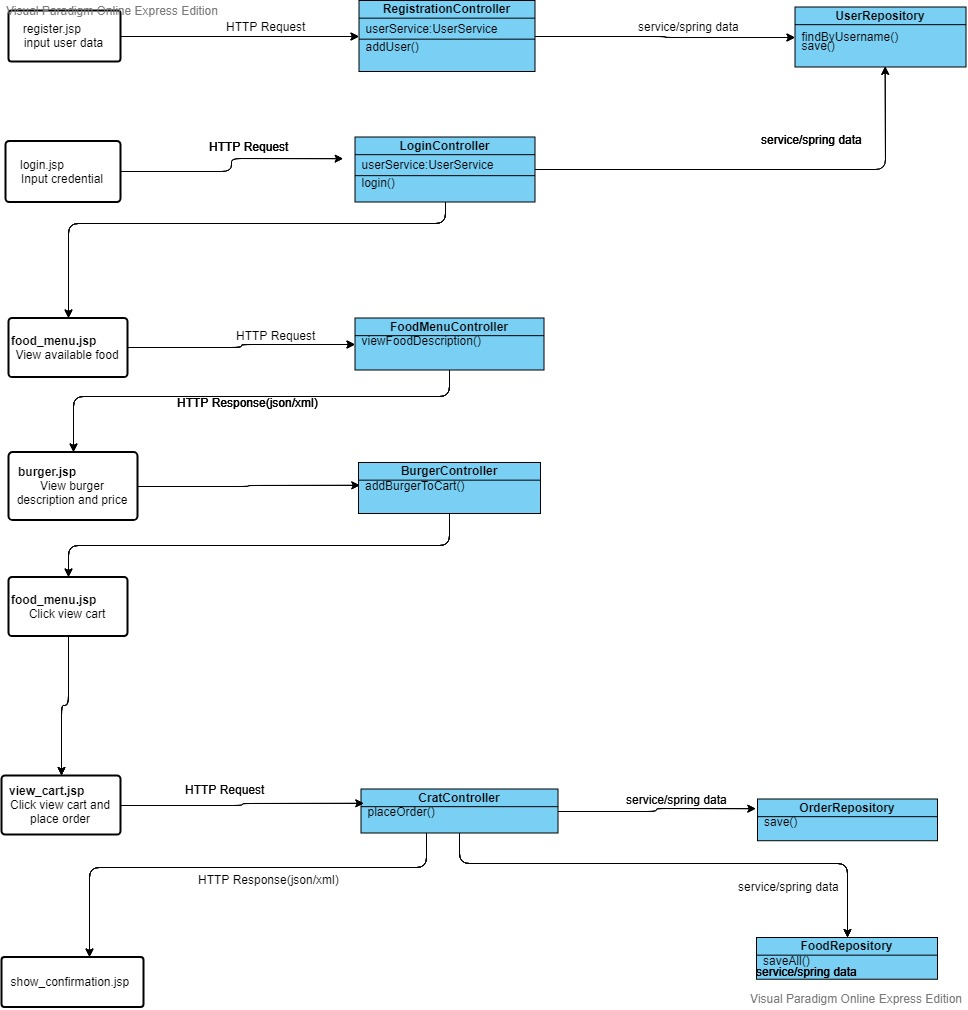 Visual Paradigm Online Express Edition
register.jsp
input user data
HTTP Request
RegistrationController
userService:UserService
addUser()
service/spring data
UserRepository
findByUsername()
save()
login.jsp
Input credential
HTTP Request
LoginController
userService:UserService
login()
service/spring data
food_menu.jsp
View available food
HTTP Request
FoodMenuController
viewFoodDescription()
HTTP Response(json/xml)
burger.jsp
View burger
description and price
BurgerController
addBurgerToCart()
food_menu.jsp
Click view cart
view_cart.jsp
Click view cart and
place order
HTTP Request
CratController
placeOrder()
service/spring data
OrderRepository
save()
HTTP Response(json/xml)
service/spring data
show_confirmation.jsp
FoodRepository
saveAll()
service/spring data
Visual Paradigm Online Express Edition